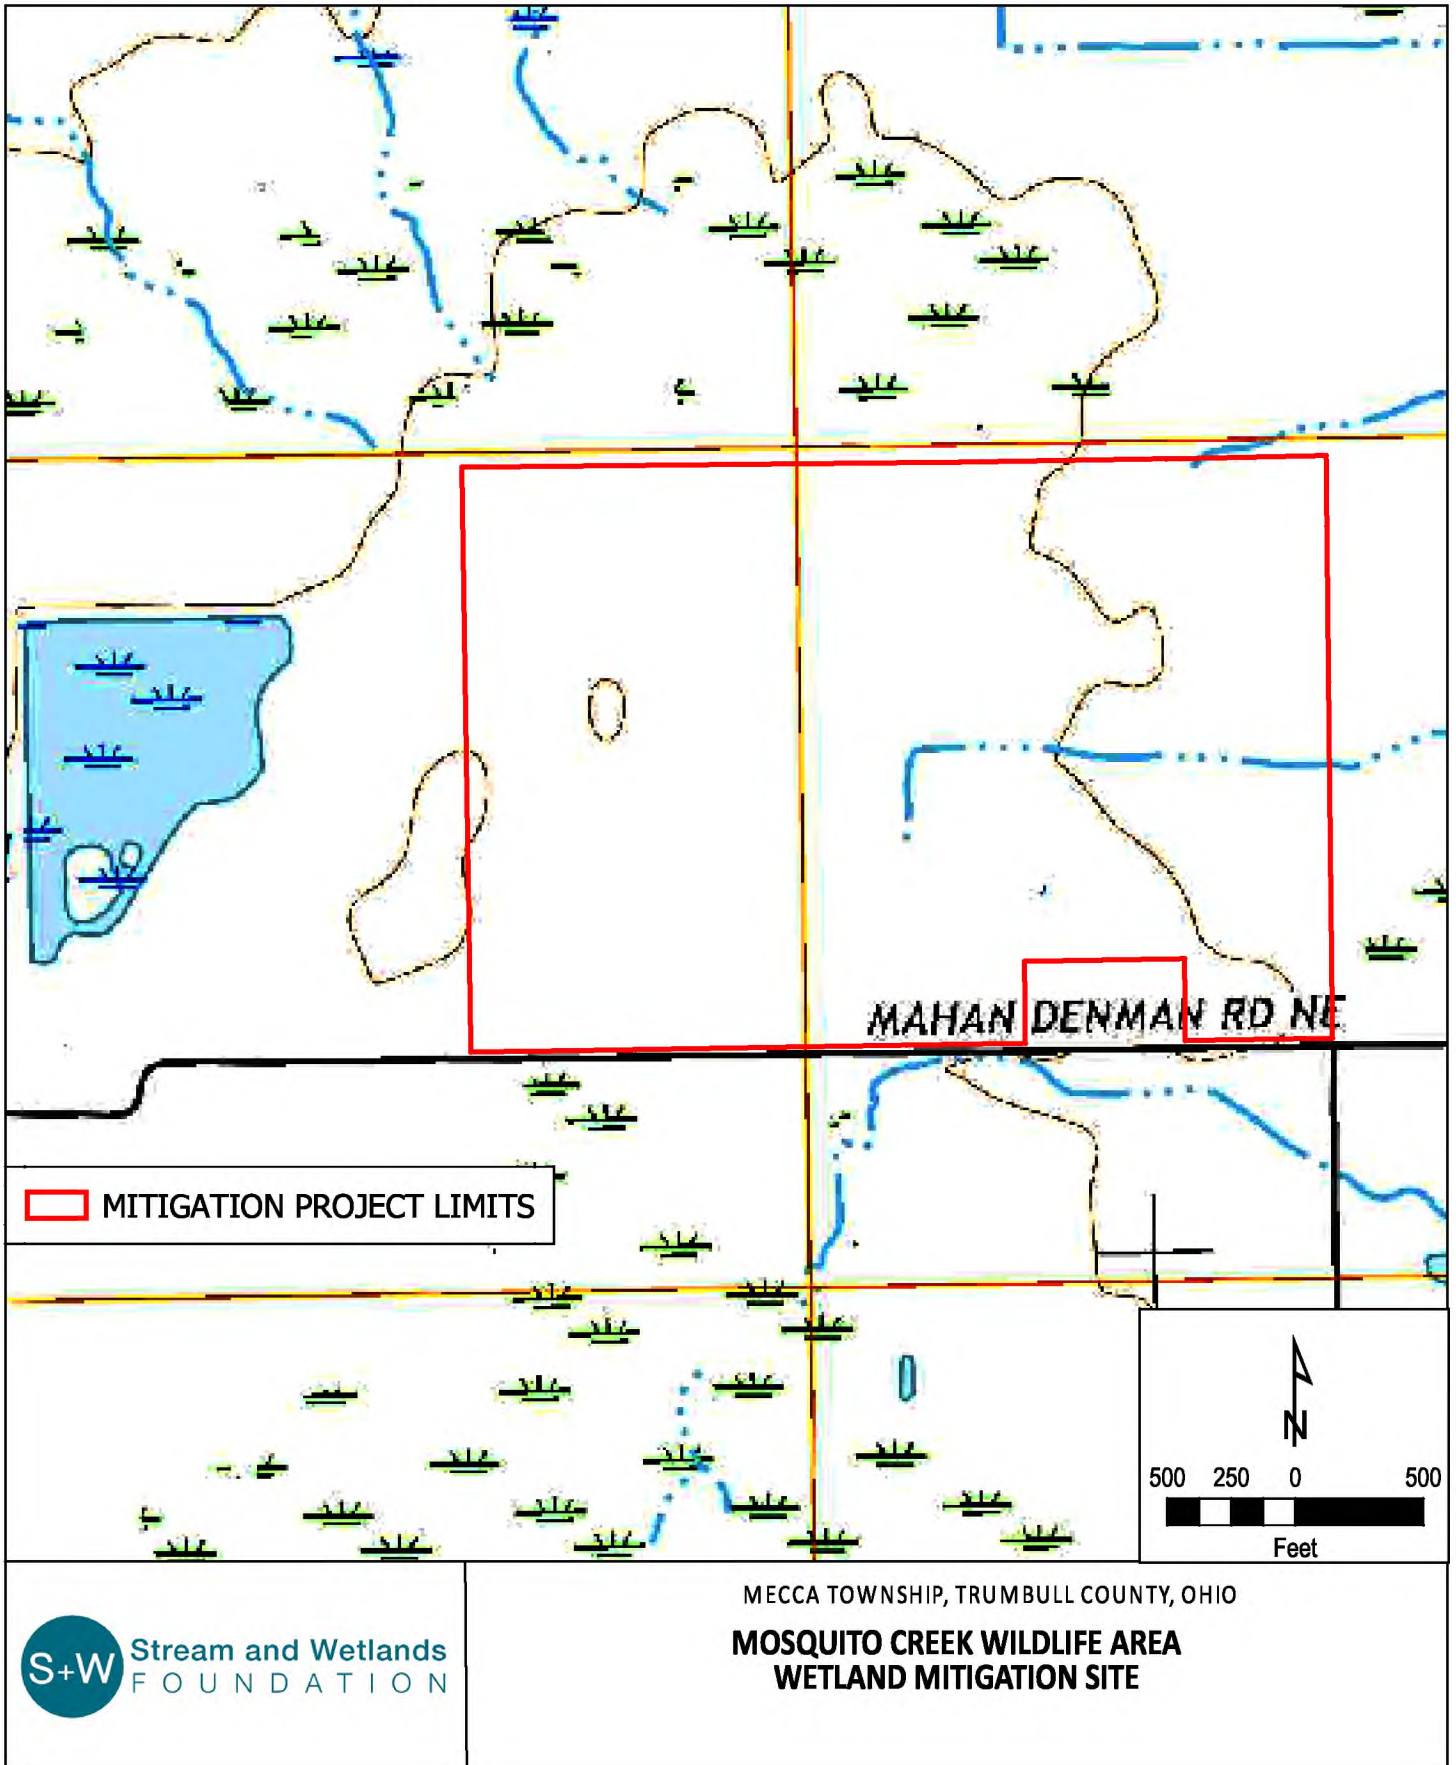 MAHAN DENMAN RD NE
MITIGATION PROJECT LIMITS
N
500 250 0 500
Feet
S+W
Stream and Wetlands
FOUNDATION
MECCA TOWNSHIP, TRUMBULL COUNTY, OHIO
MOSQUITO CREEK WILDLIFE AREA
WETLAND MITIGATION SITE